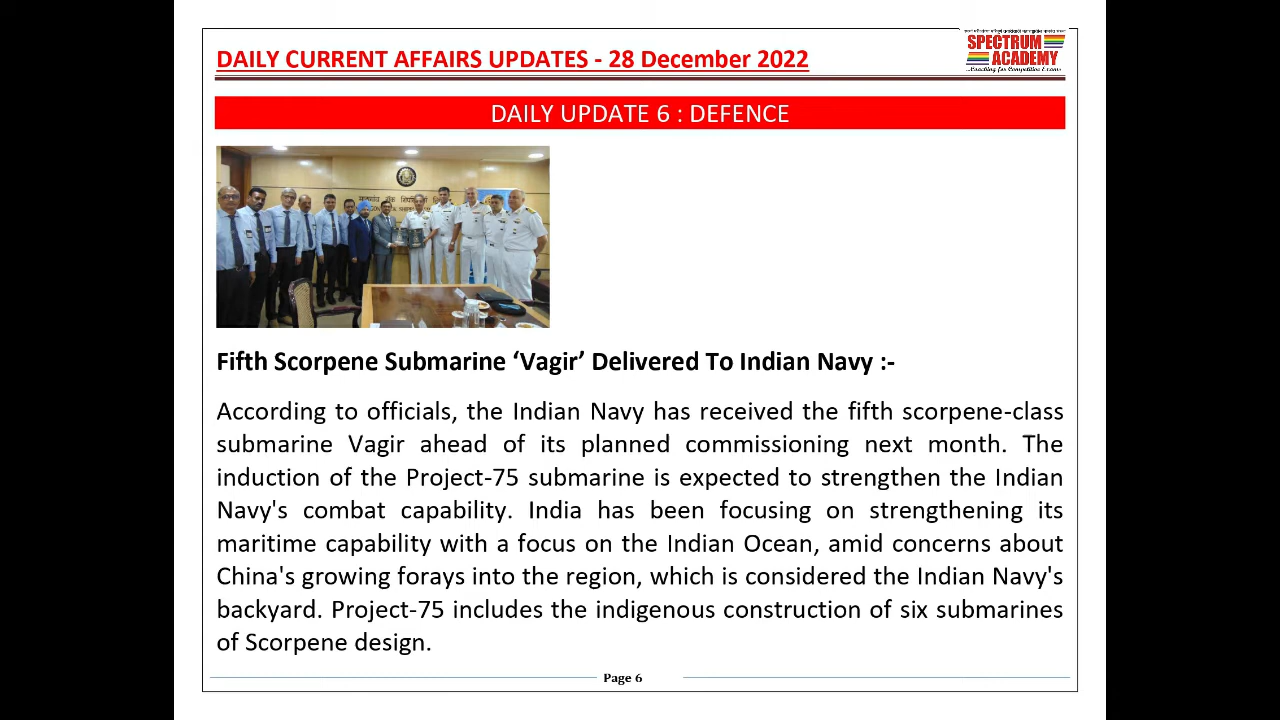 DAILY CURRENT AFFAIRS UPDATES - 28 December 2022
SPECTRUM
ACADEMY
...Coaching for Competitive Exams
DAILY UPDATE 6 : DEFENCE
Fifth Scorpene Submarine ‘Vagir’ Delivered To Indian Navy :-
According to officials, the Indian Navy has received the fifth scorpene-class
submarine Vagir ahead of its planned commissioning next month. The
induction of the Project-75 submarine is expected to strengthen the Indian
Navy's combat capability. India has been focusing on strengthening its
maritime capability with a focus on the Indian Ocean, amid concerns about
China's growing forays into the region, which is considered the Indian Navy's
backyard. Project-75 includes the indigenous construction of six submarines
of Scorpene design.
Page 6